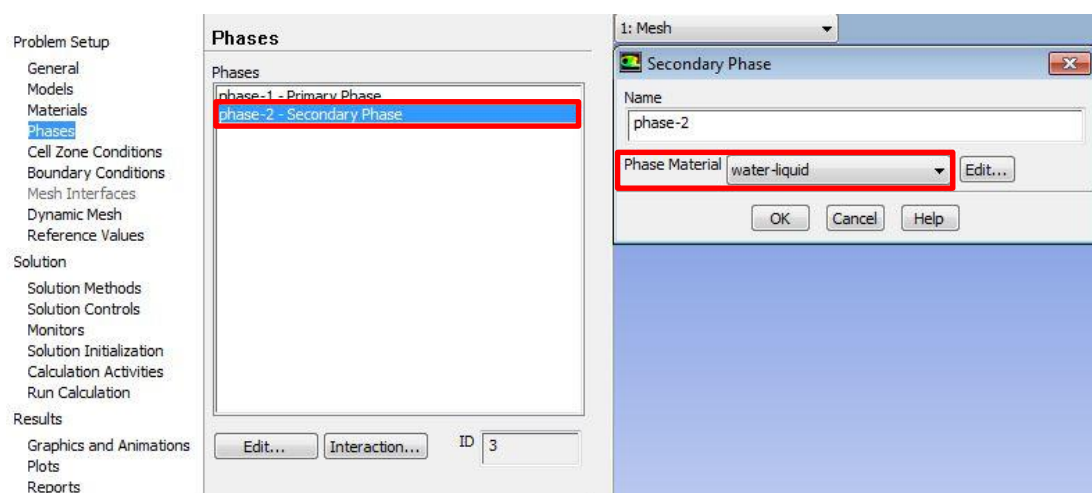 Problem Setup
General
Models
Materials
Phases
Cell Zone Conditions
Boundary Conditions
Mesh Interfaces
Dynamic Mesh
Reference Values
Solution
Solution Methods
Solution Controls
Monitors
Solution Initialization
Calculation Activities
Run Calculation
Results
Graphics and Animations
Plots
Reports
Phases
Phases
phase-1 - Primary Phase
phase-2 - Secondary Phase
Edit... Interaction... ID 3
1: Mesh
Secondary Phase
Name
phase-2
Phase Material water-liquid Edit...
OK Cancel Help